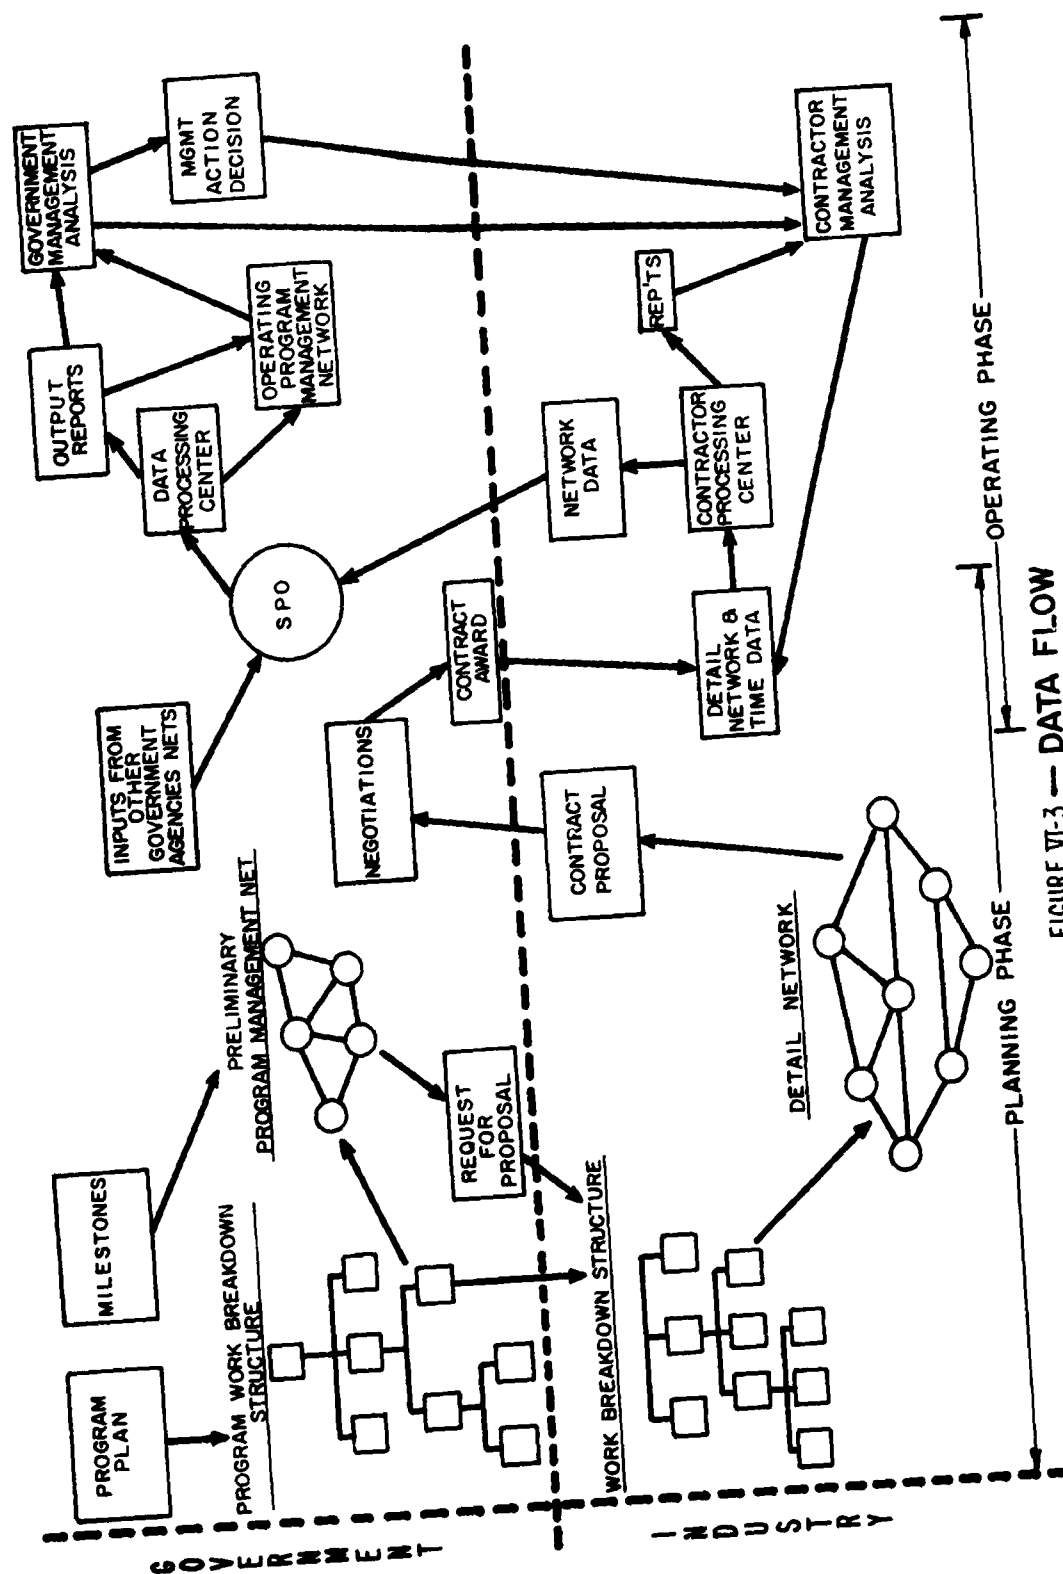 GOVERNMENT
PROGRAM
PLAN
MILESTONES
PROGRAM WORK BREAKDOWN
STRUCTURE
PRELIMINARY
PROGRAM MANAGEMENT NET
REQUEST
FOR
PROPOSAL
INPUTS FROM
OTHER
GOVERNMENT
AGENCIES NETS
NEGOTIATIONS
CONTRACT
AWARD
SPO
DATA
PROCESSING
CENTER
OUTPUT
REPORTS
OPERATING
PROGRAM
MANAGEMENT
NETWORK
GOVERNMENT
MANAGEMENT
ANALYSIS
MGMT
ACTION
DECISION
INDUSTRY
WORK BREAKDOWN STRUCTURE
DETAIL NETWORK
CONTRACT
PROPOSAL
DETAIL
NETWORK &
TIME DATA
NETWORK
DATA
CONTRACTOR
PROCESSING
CENTER
REP'TS
CONTRACTOR
MANAGEMENT
ANALYSIS
PLANNING PHASE
OPERATING PHASE
FIGURE VI-3 — DATA FLOW